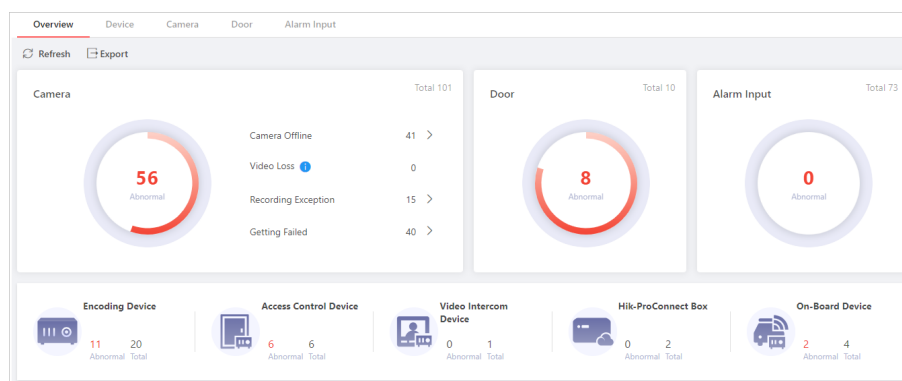 Overview Device Camera Door Alarm Input
Refresh Export
Camera Total 101
56
Abnormal
Camera Offline 41 >
Video Loss i 0
Recording Exception 15 >
Getting Failed 40 >
Door Total 10
8
Abnormal
Alarm Input Total 73
0
Abnormal
Encoding Device
11 20
Abnormal Total
Access Control Device
6 6
Abnormal Total
Video Intercom
Device
0 1
Abnormal Total
Hik-ProConnect Box
0 2
Abnormal Total
On-Board Device
2 4
Abnormal Total